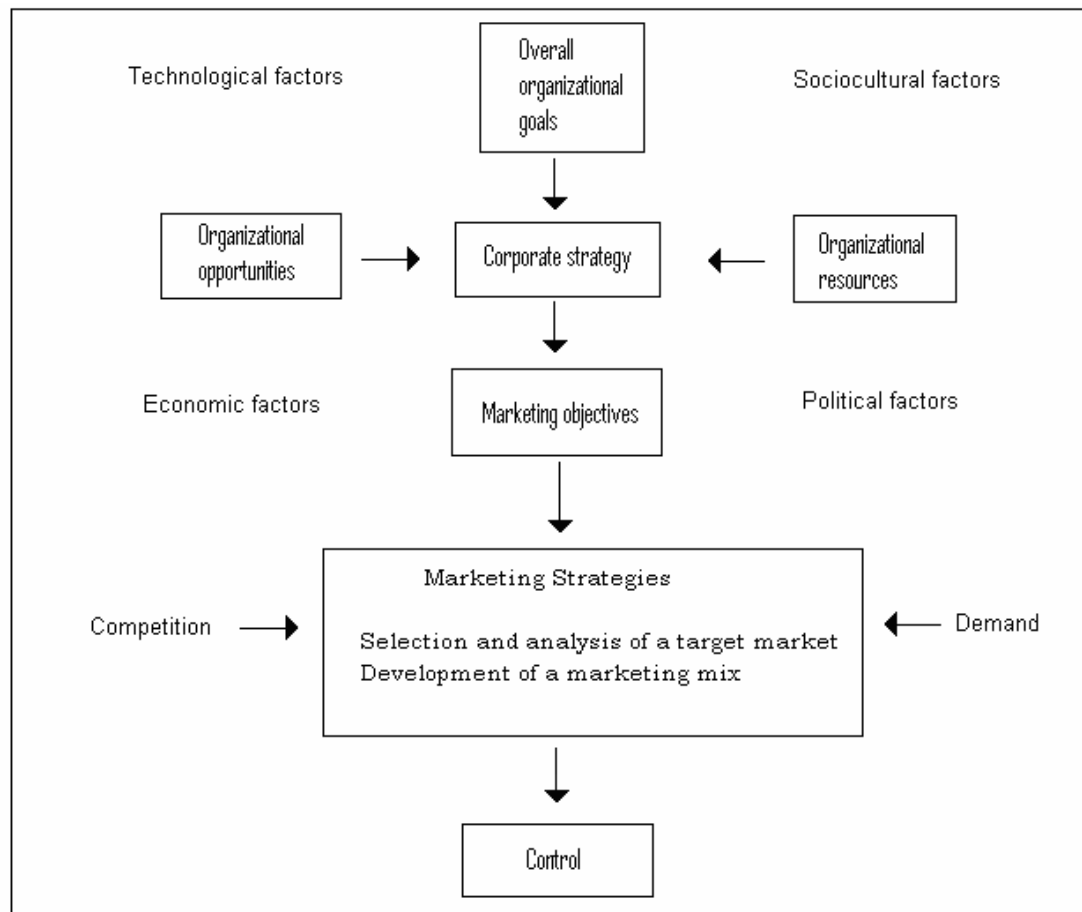 Technological factors
Overall
organizational
goals
Sociocultural factors
Organizational
opportunities
Corporate strategy
Organizational
resources
Economic factors
Marketing objectives
Political factors
Marketing Strategies
Competition
Selection and analysis of a target market
Development of a marketing mix
Demand
Control